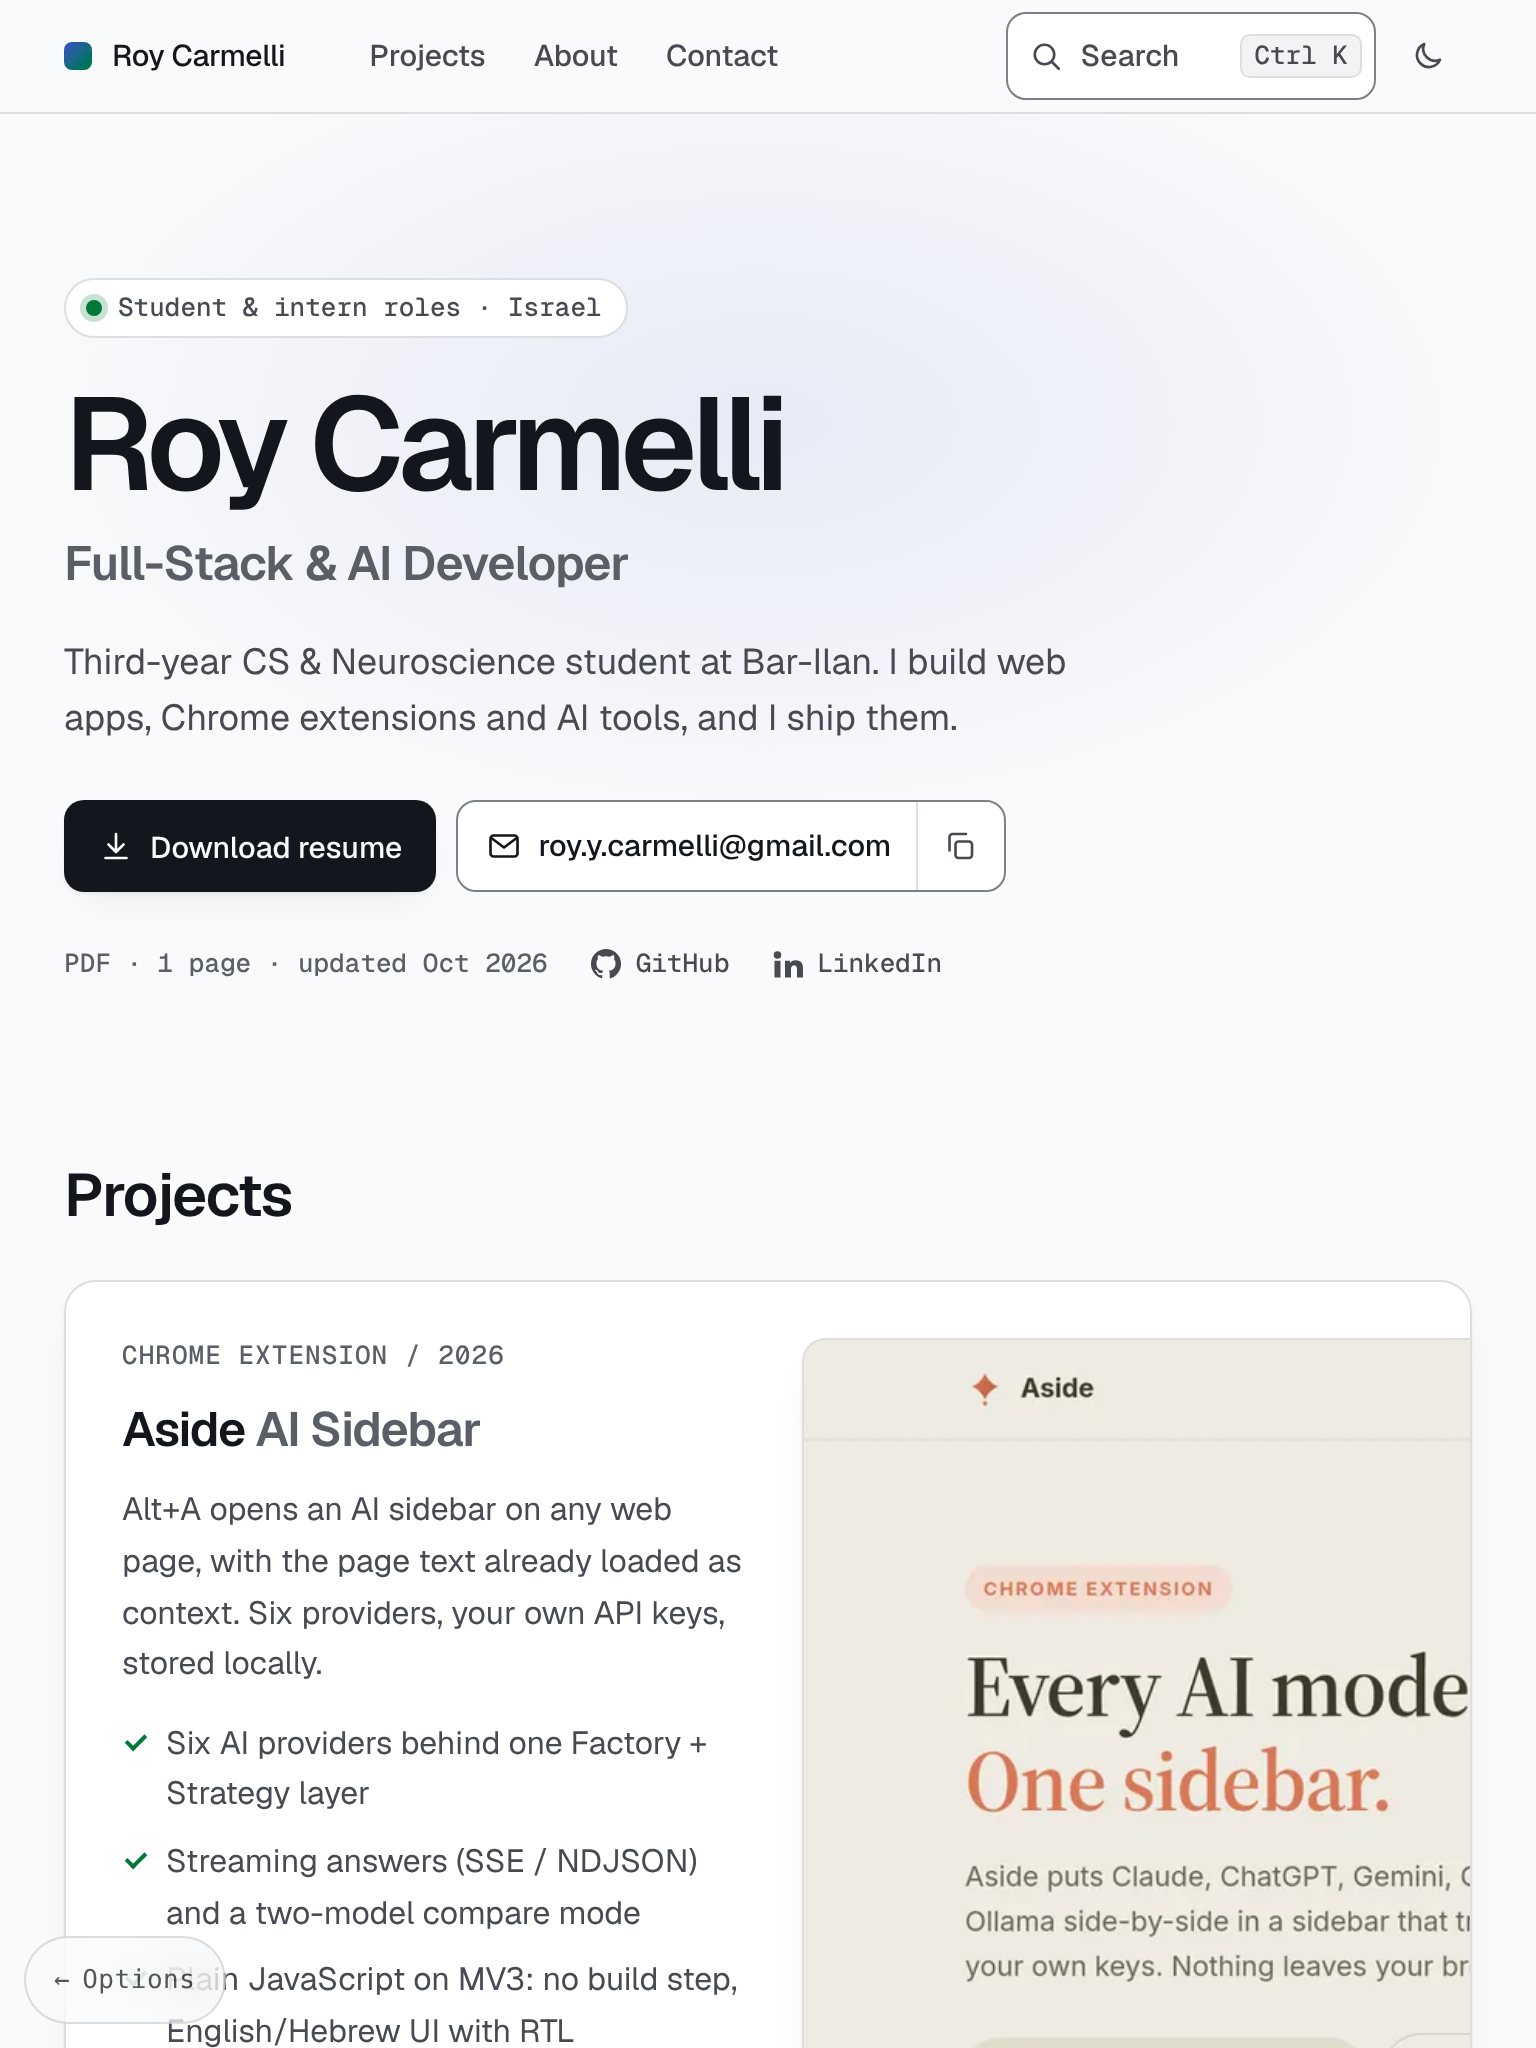 Roy Carmelli
Projects
About
Contact
Search
Ctrl K
Student & intern roles · Israel
Roy Carmelli
Full-Stack & AI Developer
Third-year CS & Neuroscience student at Bar-Ilan. I build web
apps, Chrome extensions and AI tools, and I ship them.
Download resume
roy.y.carmelli@gmail.com
PDF · 1 page · updated Oct 2026
GitHub
LinkedIn
Projects
CHROME EXTENSION / 2026
Aside AI Sidebar
Alt+A opens an AI sidebar on any web
page, with the page text already loaded as
context. Six providers, your own API keys,
stored locally.
Six AI providers behind one Factory +
Strategy layer
Streaming answers (SSE / NDJSON)
and a two-model compare mode
Plain JavaScript on MV3: no build step,
English/Hebrew UI with RTL
← Options
Aside
CHROME EXTENSION
Every AI mode
One sidebar.
Aside puts Claude, ChatGPT, Gemini,
Ollama side-by-side in a sidebar that
your own keys. Nothing leaves your